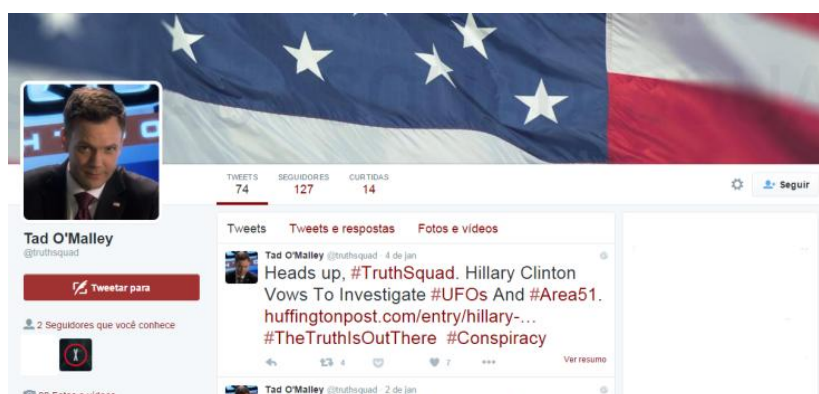 TWEETS
74
SEGUIDORES
127
CURTIDAS
14
Seguir
Tad O'Malley
@truthsquad
Tweetar para
2 Seguidores que você conhece
Tweets
Tweets e respostas
Fotos e vídeos
Tad O'Malley @truthsquad · 4 de jan
Heads up, #TruthSquad. Hillary Clinton
Vows To Investigate #UFOs And #Area51.
huffingtonpost.com/entry/hillary-…
#TheTruthIsOutThere #Conspiracy
4
7
Ver resumo
Tad O'Malley @truthsquad · 2 de jan
Fotos e vídeos